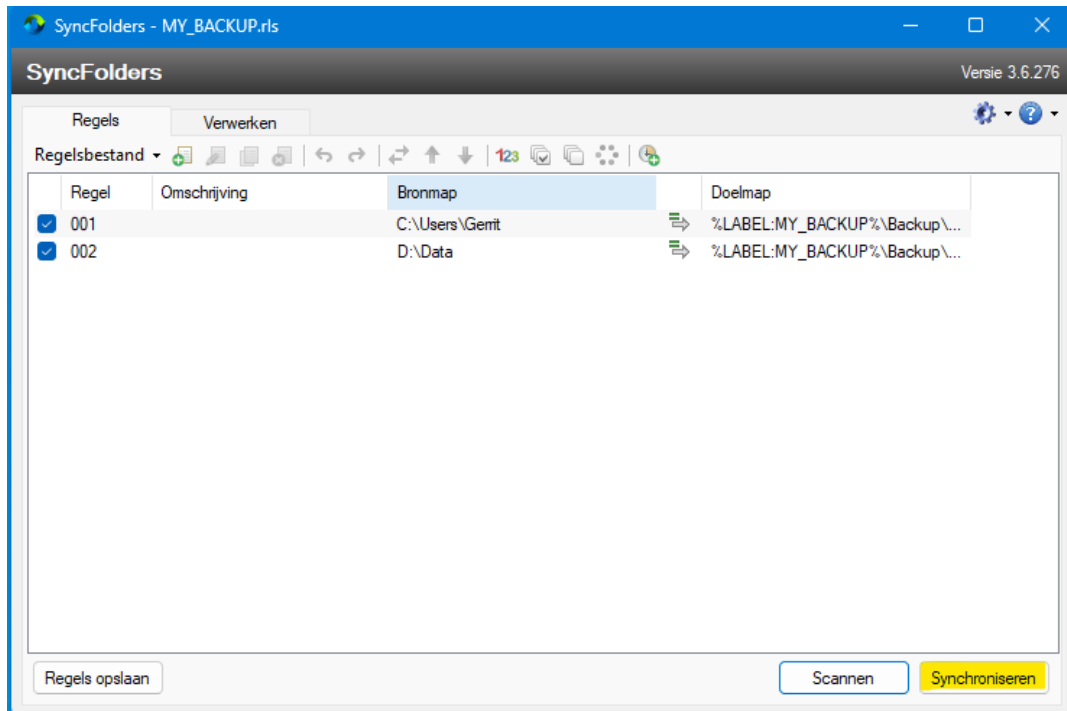 SyncFolders - MY_BACKUP.rls
SyncFolders Versie 3.6.276
Regels Verwerken
Regelsbestand 123
Regel Omschrijving Bronmap Doelmap
001 C:\Users\Gerrit %LABEL:MY_BACKUP%\Backup\...
002 D:\Data %LABEL:MY_BACKUP%\Backup\...
Regels opslaan Scannen Synchroniseren